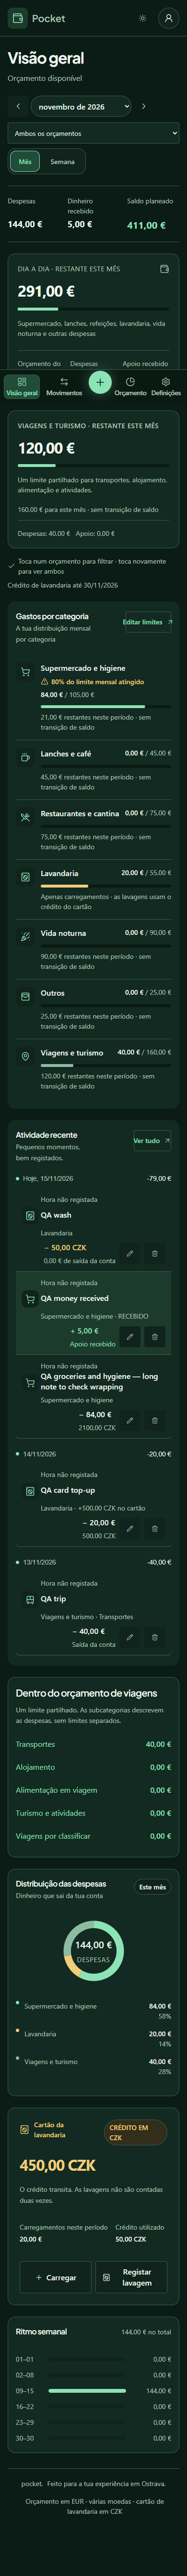 Pocket
Visão geral
Orçamento disponível
novembro de 2026
Ambos os orçamentos
Mês Semana
Despesas Dinheiro recebido Saldo planeado
144,00 € 5,00 € 411,00 €
DIA A DIA · RESTANTE ESTE MÊS
291,00 €
Supermercado, lanches, refeições, lavandaria, vida
noturna e outras despesas
Orçamento do Despesas Apoio recebido
Visão geral Movimentos Orçamento Definições
VIAGENS E TURISMO · RESTANTE ESTE MÊS
120,00 €
Um limite partilhado para transportes, alojamento,
alimentação e atividades.
160.00 € para este mês · sem transição de saldo
Despesas: 40,00 € Apoio: 0,00 €
Toca num orçamento para filtrar · toca novamente
para ver ambos
Crédito de lavandaria até 30/11/2026
Gastos por categoria
Editar limites
A tua distribuição mensal
por categoria
Supermercado e higiene
80% do limite mensal atingido
84,00 € / 105,00 €
21,00 € restantes neste período · sem
transição de saldo
Lanches e café 0,00 € / 45,00 €
45,00 € restantes neste período · sem
transição de saldo
Restaurantes e cantina 0,00 € / 75,00 €
75,00 € restantes neste período · sem
transição de saldo
Lavandaria 20,00 € / 55,00 €
Apenas carregamentos · as lavagens usam o
crédito do cartão
Vida noturna 0,00 € / 90,00 €
90,00 € restantes neste período · sem
transição de saldo
Outros 0,00 € / 25,00 €
25,00 € restantes neste período · sem
transição de saldo
Viagens e turismo 40,00 € / 160,00 €
120.00 € restantes neste período · sem
transição de saldo
Atividade recente
Ver tudo
Pequenos momentos,
bem registados.
Hoje, 15/11/2026 -79,00 €
Hora não registada
QA wash
Lavandaria
− 50,00 CZK
0,00 € de saída da conta
Hora não registada
QA money received
Supermercado e higiene · RECEBIDO
+ 5,00 €
Apoio recebido
Hora não registada
QA groceries and hygiene — long
note to check wrapping
Supermercado e higiene
− 84,00 €
2100,00 CZK
14/11/2026 -20,00 €
Hora não registada
QA card top-up
Lavandaria · +500,00 CZK no cartão
− 20,00 €
500,00 CZK
13/11/2026 -40,00 €
Hora não registada
QA trip
Viagens e turismo · Transportes
− 40,00 €
Saída da conta
Dentro do orçamento de viagens
Um limite partilhado. As subcategorias descrevem
as despesas, sem limites separados.
Transportes 40,00 €
Alojamento 0,00 €
Alimentação em viagem 0,00 €
Turismo e atividades 0,00 €
Viagens por classificar 0,00 €
Distribuição das despesas
Este mês
Dinheiro que sai da tua conta
144,00 €
DESPESAS
Supermercado e higiene 84,00 €
58%
Lavandaria 20,00 €
14%
Viagens e turismo 40,00 €
28%
Cartão da
lavandaria
CRÉDITO EM
CZK
450,00 CZK
O crédito transita. As lavagens não são contadas
duas vezes.
Carregamentos neste período Crédito utilizado
20,00 € 50,00 CZK
Carregar
Registar
lavagem
Ritmo semanal 144,00 € no total
01–01 0,00 €
02–08 0,00 €
09–15 144,00 €
16–22 0,00 €
23–29 0,00 €
30–30 0,00 €
pocket. Feito para a tua experiência em Ostrava.
Orçamento em EUR · várias moedas · cartão de
lavandaria em CZK